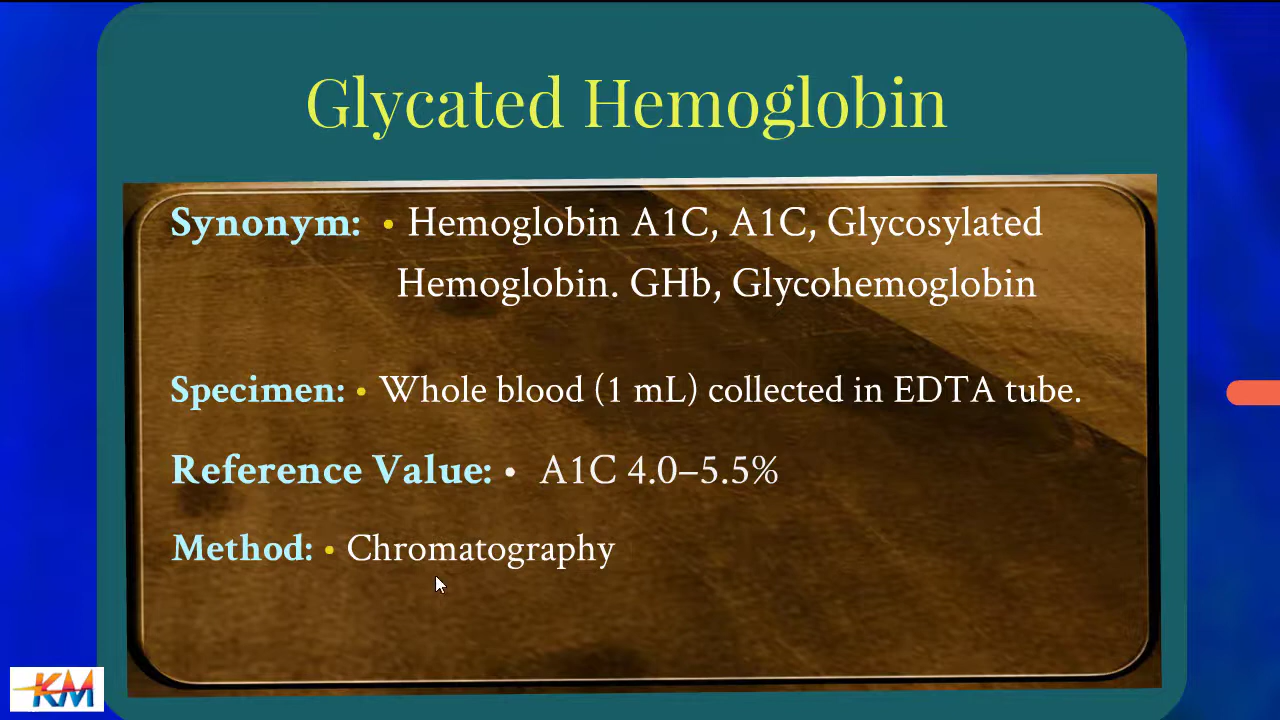 Glycated Hemoglobin
Synonym: • Hemoglobin A1C, A1C, Glycosylated
Hemoglobin. GHb, Glycohemoglobin
Specimen: • Whole blood (1 mL) collected in EDTA tube.
Reference Value: • A1C 4.0–5.5%
Method: • Chromatography
KM